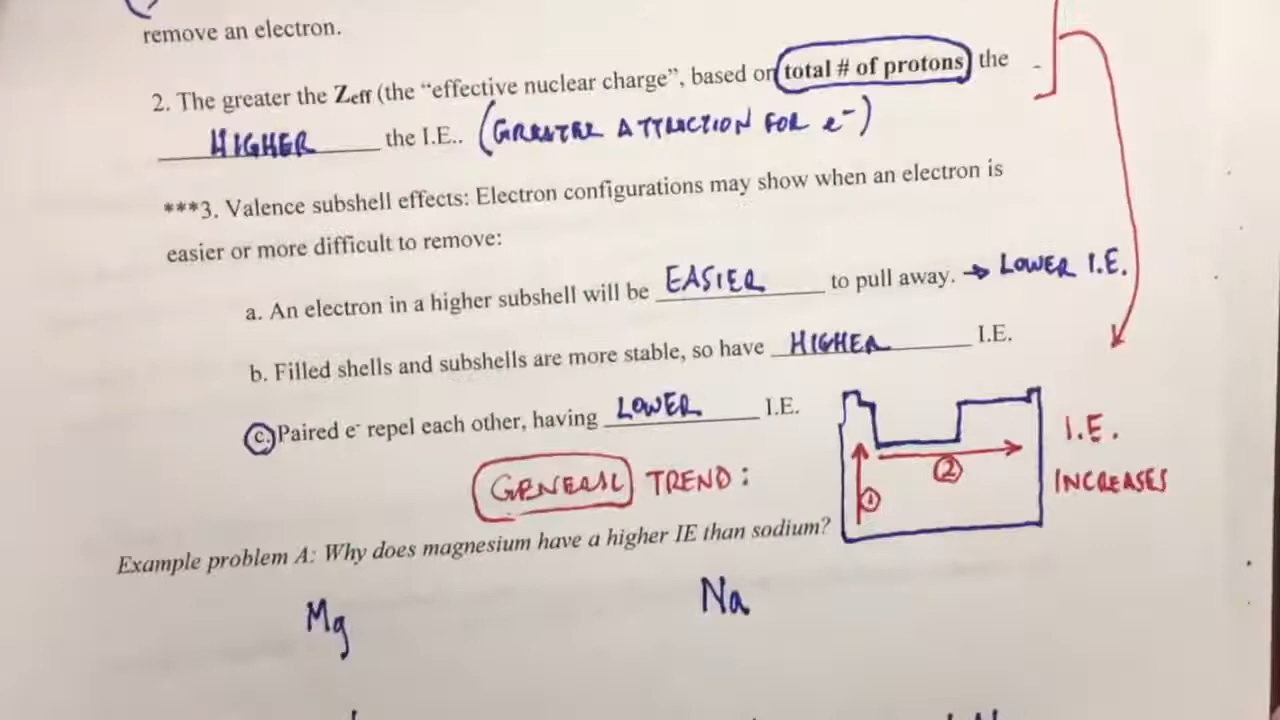 remove an electron.
2. The greater the Zeff (the “effective nuclear charge”, based on total # of protons) the
HIGHER the I.E.. (GREATER ATTRACTION FOR e-)
***3. Valence subshell effects: Electron configurations may show when an electron is
easier or more difficult to remove:
a. An electron in a higher subshell will be EASIER to pull away. → LOWER I.E.
b. Filled shells and subshells are more stable, so have HIGHER I.E.
c. Paired e- repel each other, having LOWER I.E.
GENERAL TREND:
1
2
I.E.
INCREASES
Example problem A: Why does magnesium have a higher IE than sodium?
Mg Na